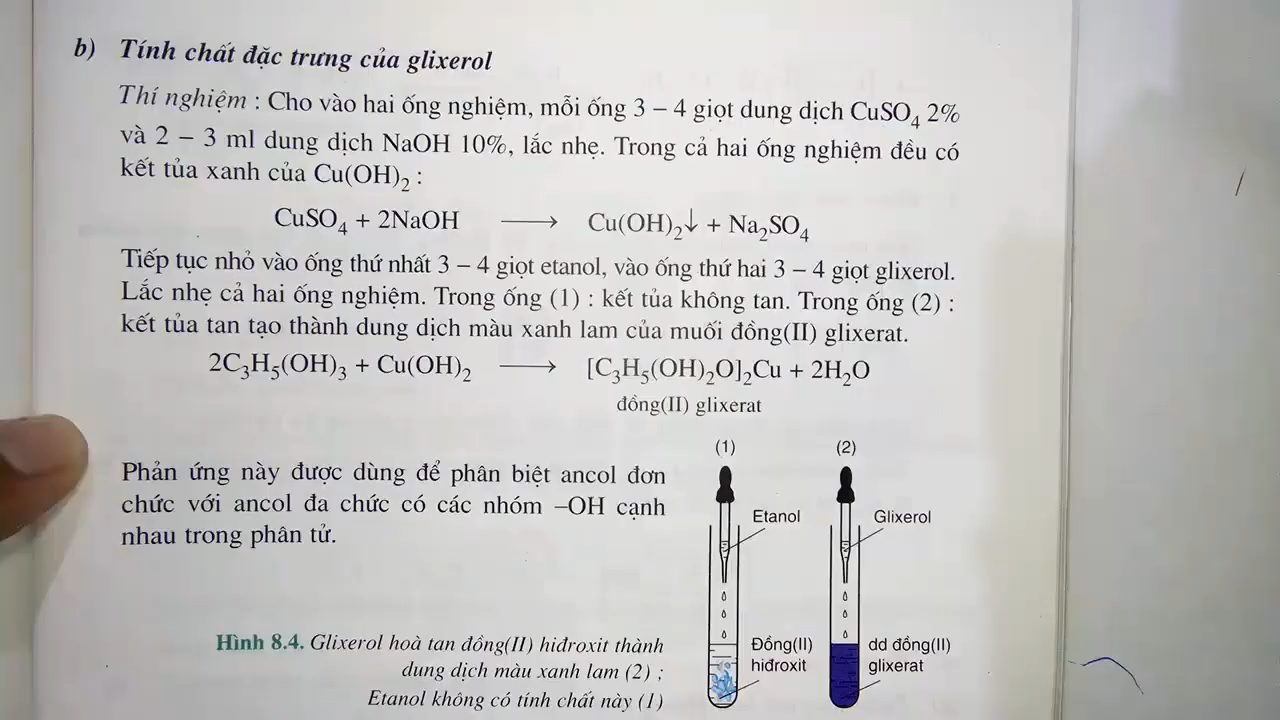 b) Tính chất đặc trưng của glixerol
Thí nghiệm : Cho vào hai ống nghiệm, mỗi ống 3 – 4 giọt dung dịch CuSO₄ 2%
và 2 – 3 ml dung dịch NaOH 10%, lắc nhẹ. Trong cả hai ống nghiệm đều có
kết tủa xanh của Cu(OH)₂ :
CuSO₄ + 2NaOH ⟶ Cu(OH)₂↓ + Na₂SO₄
Tiếp tục nhỏ vào ống thứ nhất 3 – 4 giọt etanol, vào ống thứ hai 3 – 4 giọt glixerol.
Lắc nhẹ cả hai ống nghiệm. Trong ống (1) : kết tủa không tan. Trong ống (2) :
kết tủa tan tạo thành dung dịch màu xanh lam của muối đồng(II) glixerat.
2C₃H₅(OH)₃ + Cu(OH)₂ ⟶ [C₃H₅(OH)₂O]₂Cu + 2H₂O
đồng(II) glixerat
Phản ứng này được dùng để phân biệt ancol đơn
chức với ancol đa chức có các nhóm –OH cạnh
nhau trong phân tử.
(1) (2)
Etanol Glixerol
Đồng(II) dd đồng(II)
hiđroxit glixerat
Hình 8.4. Glixerol hoà tan đồng(II) hiđroxit thành
dung dịch màu xanh lam (2) ;
Etanol không có tính chất này (1)